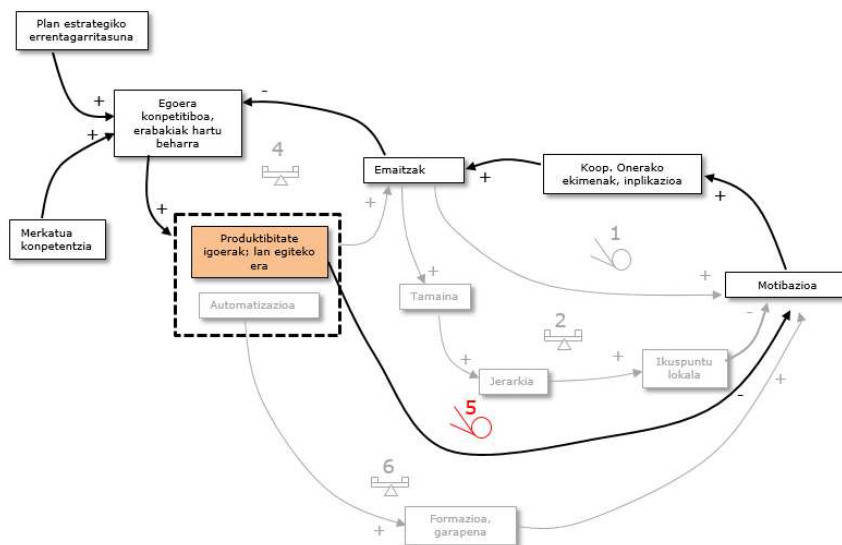 Plan estrategiko
errentagarritasuna
+
-
Egoera
konpetitiboa,
erabakiak hartu
beharra
+
4
Emaitzak
+
Koop. Onerako
ekimenak, inplikazioa
+
+
Merkatua
konpetentzia
Produktibitate
igoerak; lan egiteko
era
+
1
+
+
Motibazioa
Automatizazioa
Tamaina
-
2
+
+
Ikuspuntu
lokala
+
Jerarkia
-
5
6
+
Formazioa,
garapena